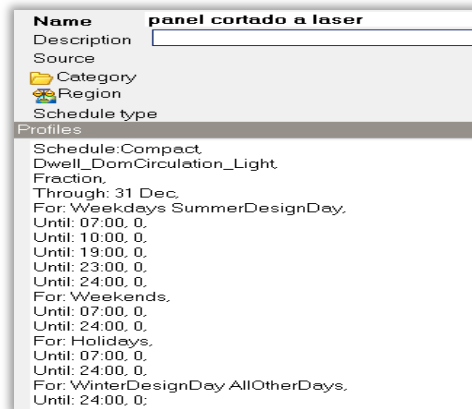 Name panel cortado a laser
Description
Source
Category
Region
Schedule type
Profiles
Schedule:Compact,
Dwell_DomCirculation_Light,
Fraction,
Through: 31 Dec,
For: Weekdays SummerDesignDay,
Until: 07:00, 0,
Until: 10:00, 0,
Until: 19:00, 0,
Until: 23:00, 0,
Until: 24:00, 0,
For: Weekends,
Until: 07:00, 0,
Until: 24:00, 0,
For: Holidays,
Until: 07:00, 0,
Until: 24:00, 0,
For: WinterDesignDay AllOtherDays,
Until: 24:00, 0;